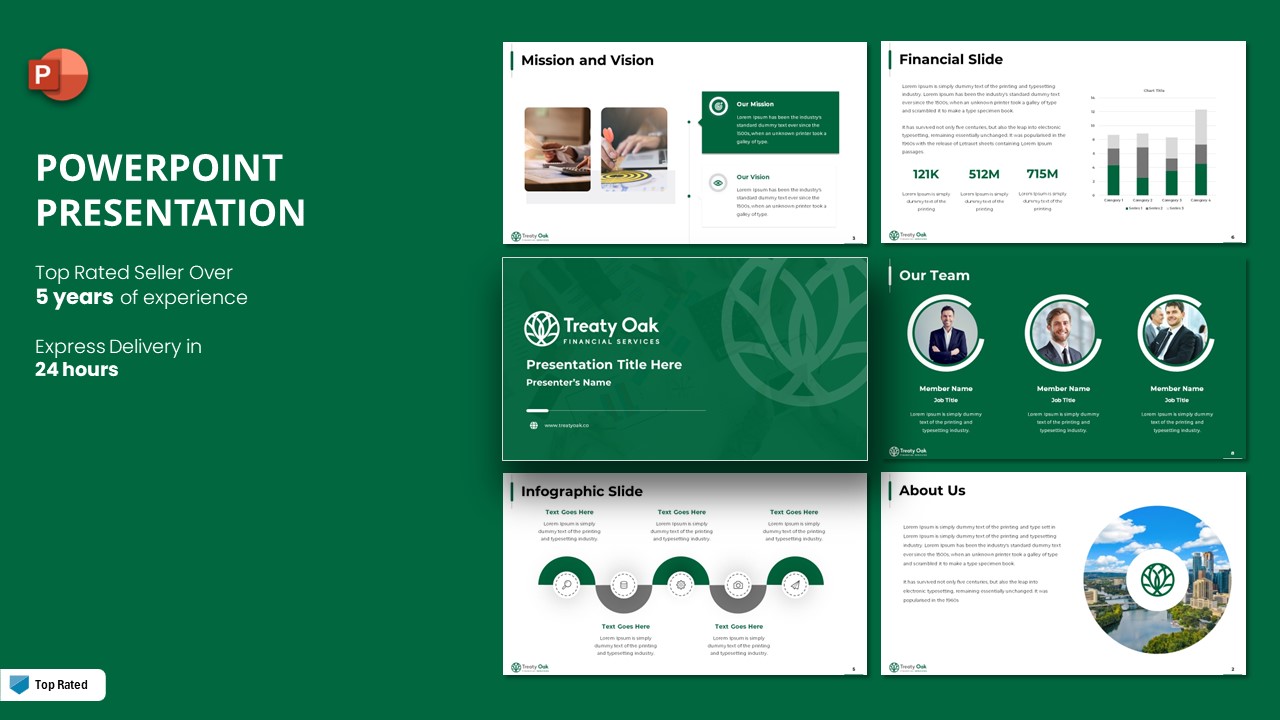 P
POWERPOINT
PRESENTATION
Top Rated Seller Over
5 years of experience
Express Delivery in
24 hours
Top Rated
Mission and Vision
Our Mission
Lorem Ipsum has been the industry's
standard dummy text ever since the
1500s, when an unknown printer took a
galley of type.
Our Vision
Lorem Ipsum has been the industry's
standard dummy text ever since the
1500s, when an unknown printer took a
galley of type.
Treaty Oak
3
Financial Slide
Lorem Ipsum is simply dummy text of the printing and typesetting
industry. Lorem Ipsum has been the industry's standard dummy text
ever since the 1500s, when an unknown printer took a galley of type
and scrambled it to make a type specimen book.
It has survived not only five centuries, but also the leap into electronic
typesetting, remaining essentially unchanged. It was popularised in the
1960s with the release of Letraset sheets containing Lorem Ipsum
passages.
121K
512M
715M
Lorem Ipsum is simply
dummy text of the
printing
Lorem Ipsum is simply
dummy text of the
printing
Lorem Ipsum is simply
dummy text of the
printing
Chart Title
Category 1 Category 2 Category 3 Category 4
Series 1 Series 2 Series 3
Treaty Oak
6
Treaty Oak
FINANCIAL SERVICES
Presentation Title Here
Presenter's Name
www.treatyoak.co
Our Team
Member Name
Job Title
Lorem Ipsum is simply dummy
text of the printing and
typesetting industry.
Member Name
Job Title
Lorem Ipsum is simply dummy
text of the printing and
typesetting industry.
Member Name
Job Title
Lorem Ipsum is simply dummy
text of the printing and
typesetting industry.
Treaty Oak
8
Infographic Slide
Text Goes Here
Lorem Ipsum is simply
dummy text of the printing
and typesetting industry.
Text Goes Here
Lorem Ipsum is simply
dummy text of the printing
and typesetting industry.
Text Goes Here
Lorem Ipsum is simply
dummy text of the printing
and typesetting industry.
Text Goes Here
Lorem Ipsum is simply
dummy text of the printing
and typesetting industry.
Text Goes Here
Lorem Ipsum is simply
dummy text of the printing
and typesetting industry.
Treaty Oak
5
About Us
Lorem Ipsum is simply dummy text of the printing and type sett in
Lorem Ipsum is simply dummy text of the printing and typesetting
industry. Lorem Ipsum has been the industry's standard dummy text
ever since the 1500s, when an unknown printer took a galley of type
and scrambled it to make a type specimen book.
It has survived not only five centuries, but also the leap into
electronic typesetting, remaining essentially unchanged. It was
popularised in the 1960s
Treaty Oak